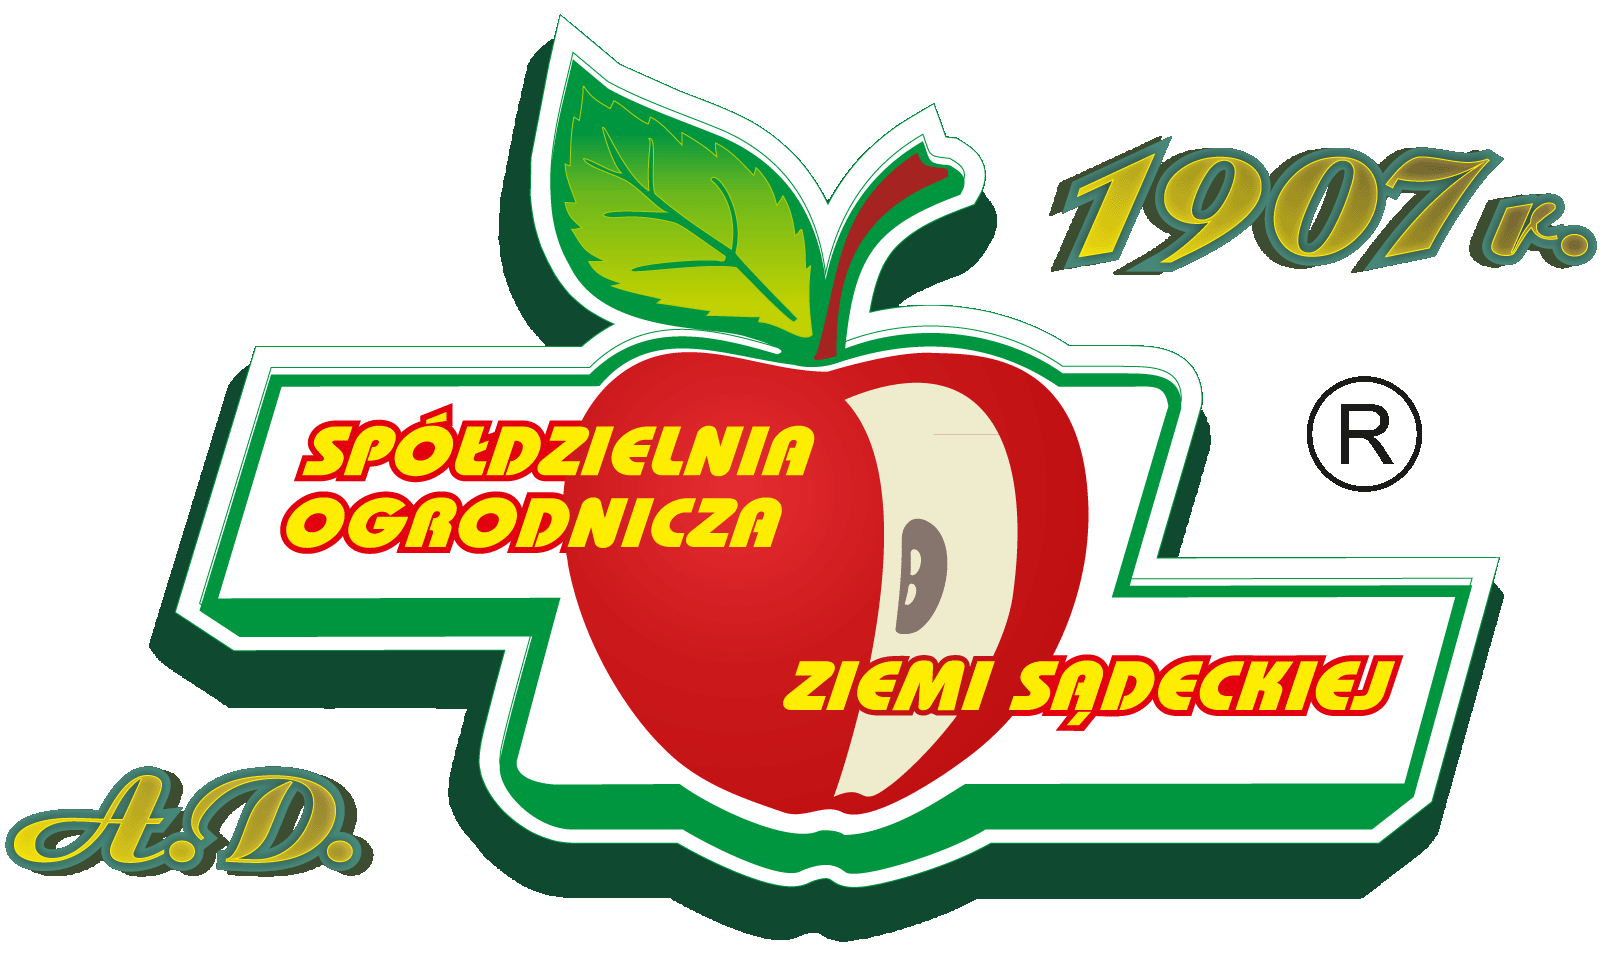 1907 r.
SPÓŁDZIELNIA
OGRODNICZA
®
ZIEMI SĄDECKIEJ
A.D.